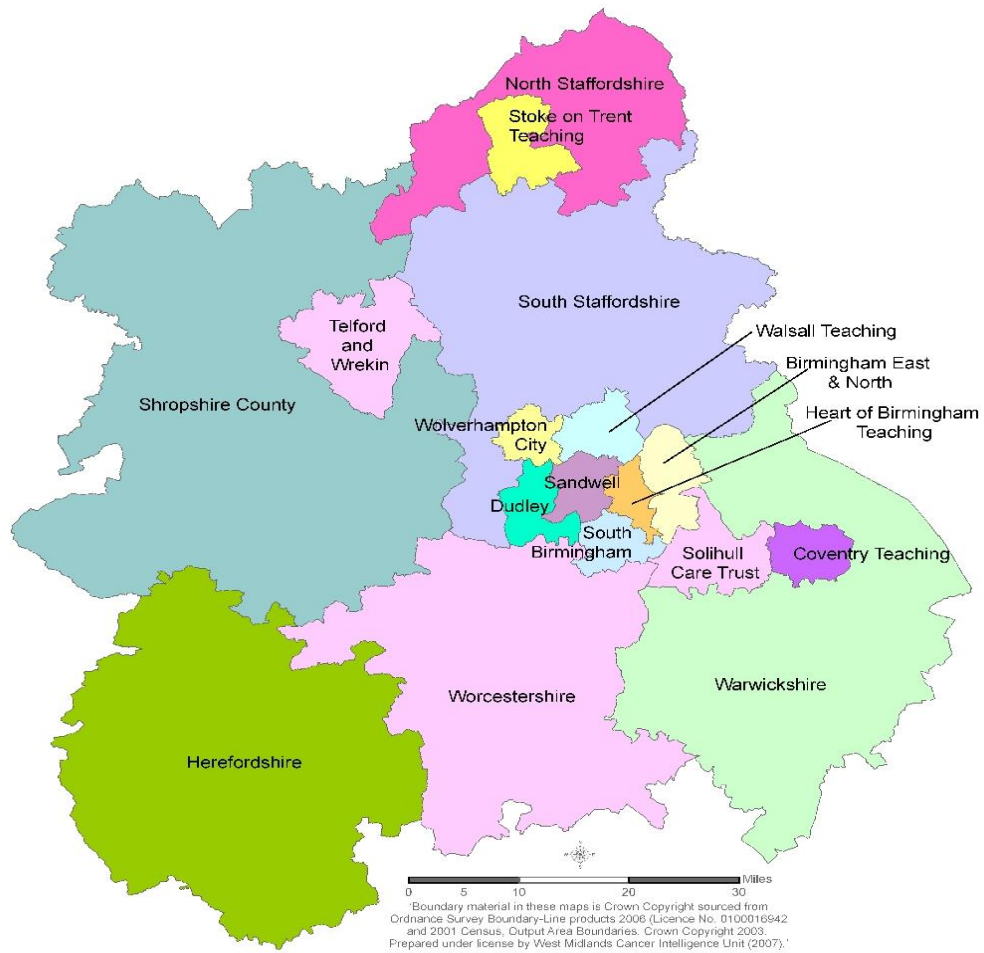 North Staffordshire
Stoke on Trent
Teaching
South Staffordshire
Telford
and
Wrekin
Walsall Teaching
Birmingham East
& North
Shropshire County
Heart of Birmingham
Teaching
Wolverhampton
City
Sandwell
Dudley
South
Birmingham
Solihull
Care Trust
Coventry Teaching
Warwickshire
Worcestershire
Herefordshire
Miles
0 5 10 20 30
'Boundary material in these maps is Crown Copyright sourced from
Ordnance Survey Boundary-Line products 2006 (Licence No. 0100016942
and 2001 Census, Output Area Boundaries. Crown Copyright 2003.
Prepared under license by West Midlands Cancer Intelligence Unit (2007).'